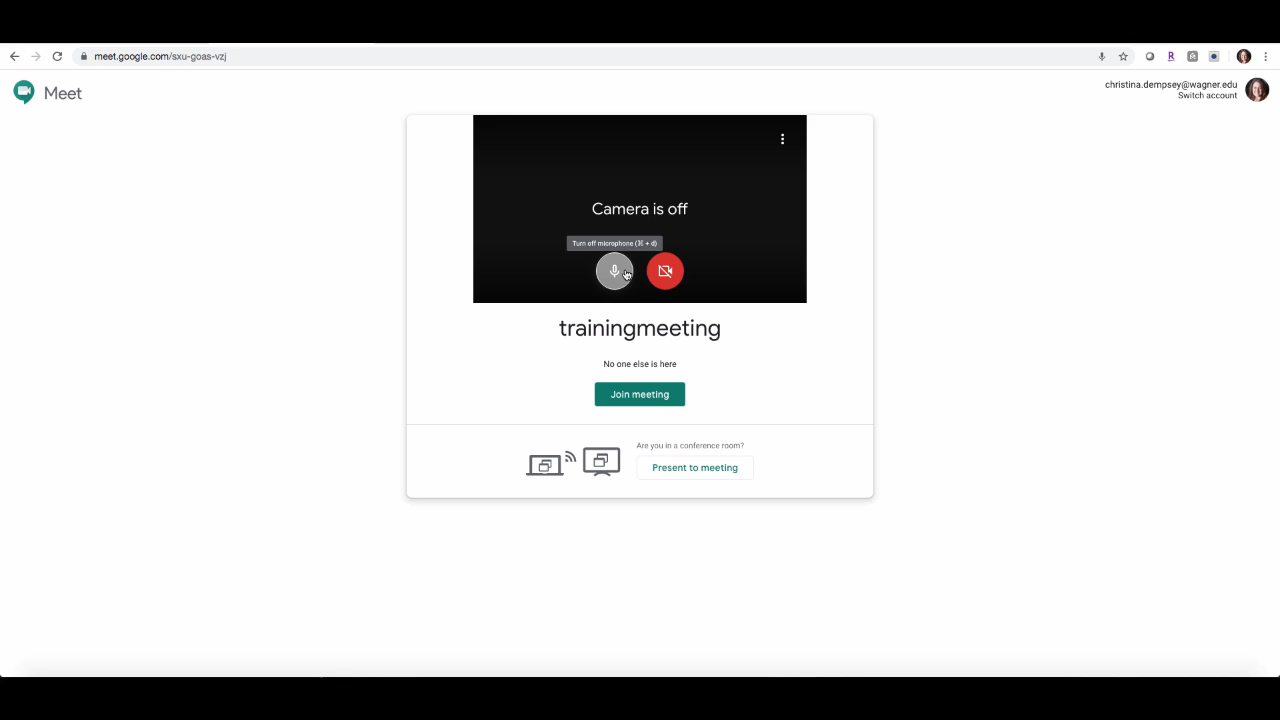 meet.google.com/sxu-goas-vzj
R
Meet
christina.dempsey@wagner.edu
Switch account
Camera is off
Turn off microphone (⌘ + d)
trainingmeeting
No one else is here
Join meeting
Are you in a conference room?
Present to meeting